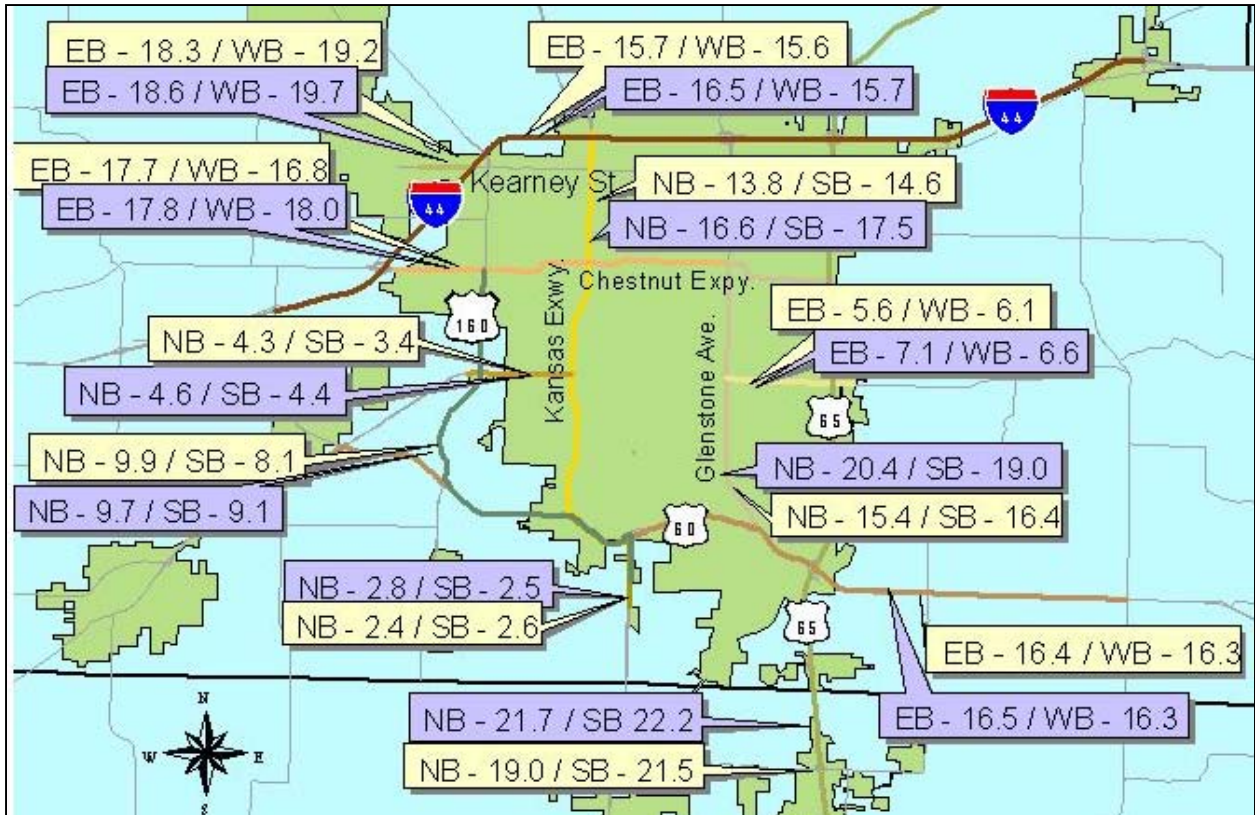 EB - 18.3 / WB - 19.2
EB - 15.7 / WB - 15.6
EB - 18.6 / WB - 19.7
EB - 16.5 / WB - 15.7
44
EB - 17.7 / WB - 16.8
Kearney St
NB - 13.8 / SB - 14.6
EB - 17.8 / WB - 18.0
44
NB - 16.6 / SB - 17.5
Chestnut Expy.
Kansas Exwy
160
EB - 5.6 / WB - 6.1
NB - 4.3 / SB - 3.4
EB - 7.1 / WB - 6.6
Glenstone Ave.
NB - 4.6 / SB - 4.4
65
NB - 9.9 / SB - 8.1
NB - 20.4 / SB - 19.0
NB - 9.7 / SB - 9.1
NB - 15.4 / SB - 16.4
60
NB - 2.8 / SB - 2.5
NB - 2.4 / SB - 2.6
65
EB - 16.4 / WB - 16.3
NB - 21.7 / SB 22.2
EB - 16.5 / WB - 16.3
NB - 19.0 / SB - 21.5
N
W E
S